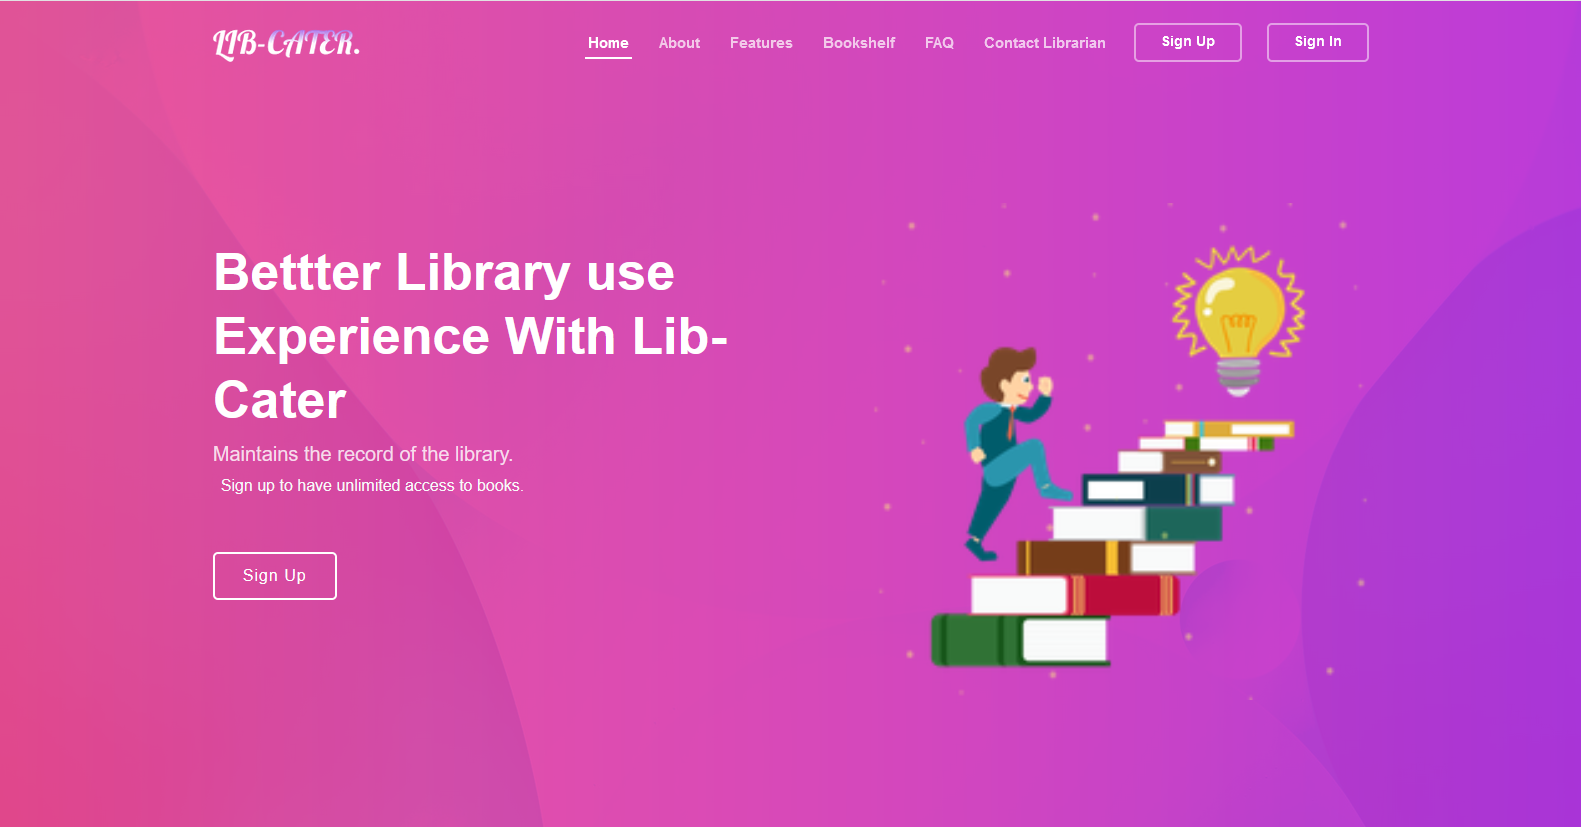 LIB-CATER.
Home About Features Bookshelf FAQ Contact Librarian Sign Up Sign In
Bettter Library use
Experience With Lib-
Cater
Maintains the record of the library.
Sign up to have unlimited access to books.
Sign Up